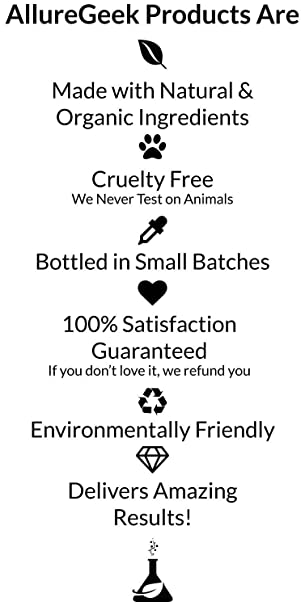 AllureGeek Products Are
Made with Natural &
Organic Ingredients
Cruelty Free
We Never Test on Animals
Bottled in Small Batches
100% Satisfaction
Guaranteed
If you don't love it, we refund you
Environmentally Friendly
Delivers Amazing
Results!